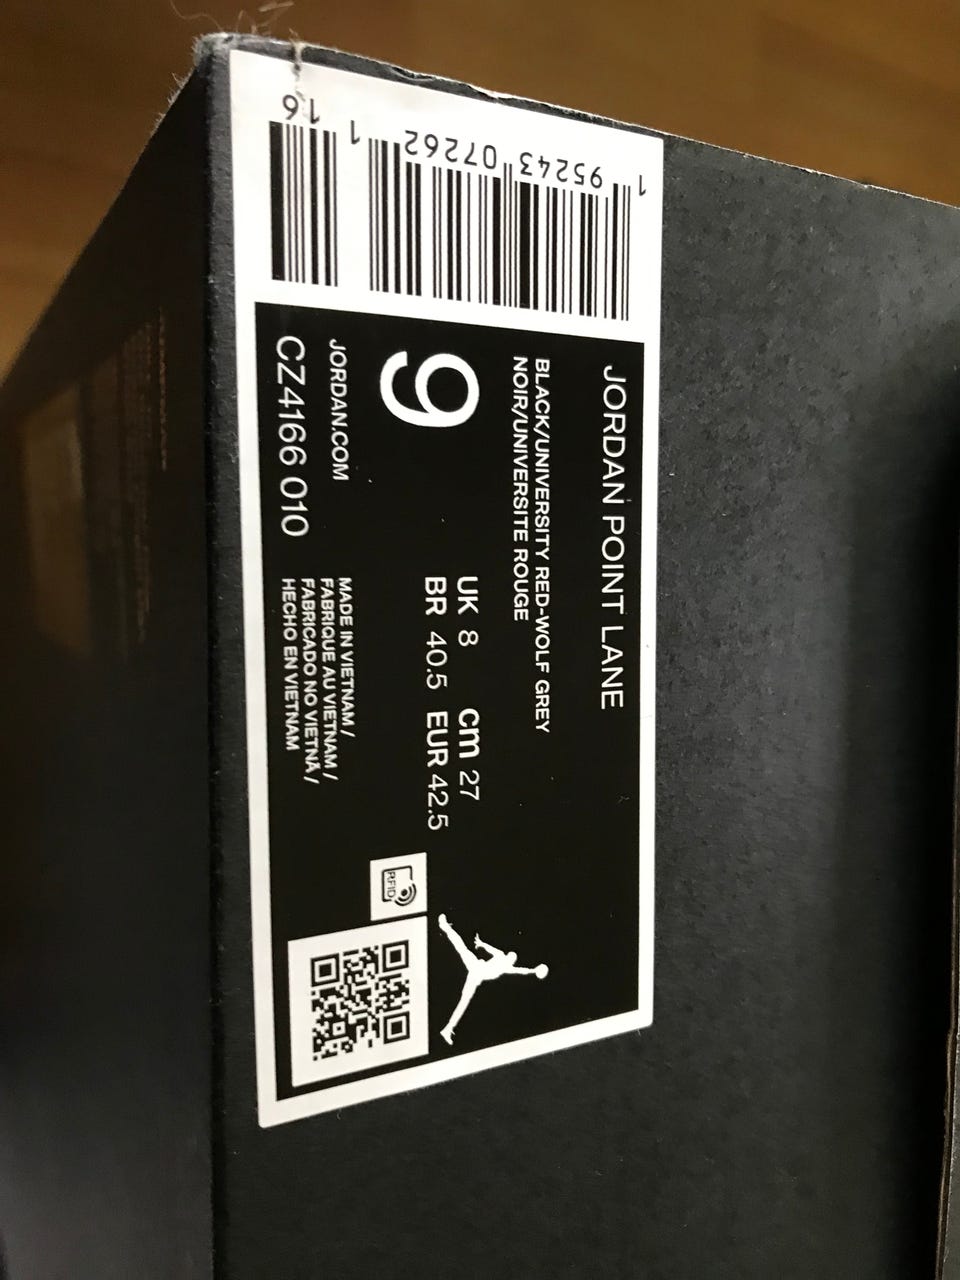 JORDAN POINT LANE
BLACK/UNIVERSITY RED-WOLF GREY
NOIR/UNIVERSITE ROUGE
9
UK 8 cm 27
BR 40.5 EUR 42.5
JORDAN.COM
CZ4166 010
MADE IN VIETNAM /
FABRIQUE AU VIETNAM /
FABRICADO NO VIETNÃ /
HECHO EN VIETNAM
RFID
1 95243 07262 1 16